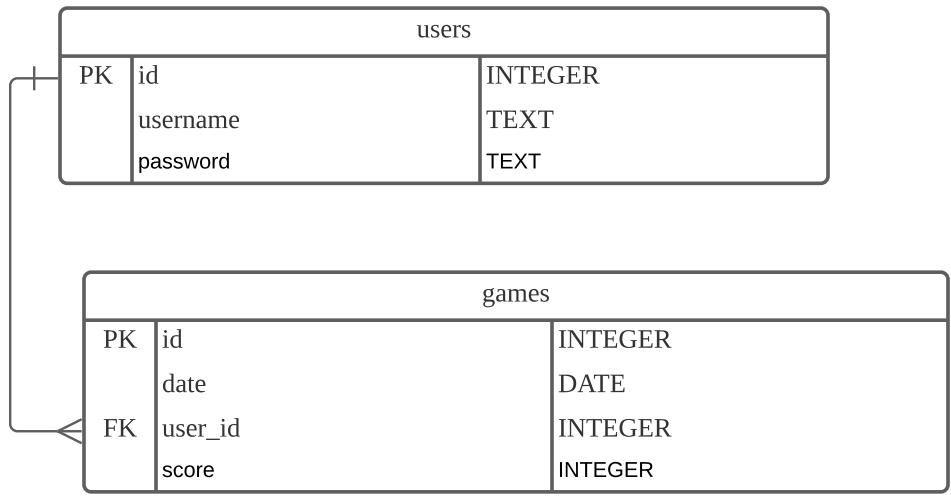 users
PK id INTEGER
username TEXT
password TEXT
games
PK id INTEGER
date DATE
FK user_id INTEGER
score INTEGER